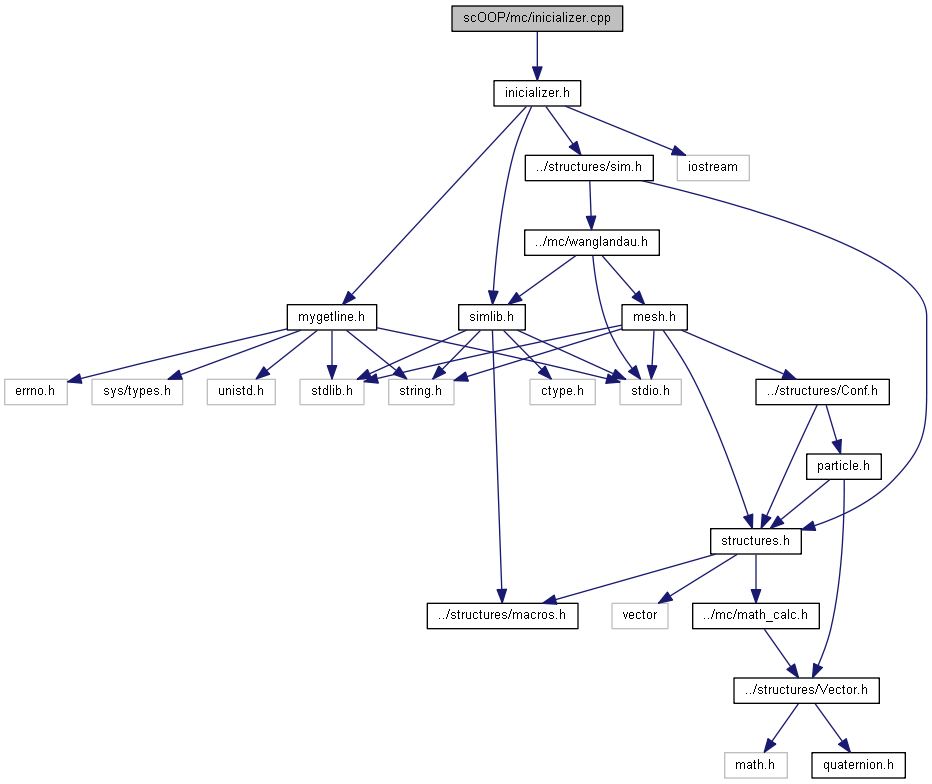 scOOP/mc/inicializer.cpp
inicializer.h
../structures/sim.h
iostream
../mc/wanglandau.h
mygetline.h
simlib.h
mesh.h
errno.h
sys/types.h
unistd.h
stdlib.h
string.h
ctype.h
stdio.h
../structures/Conf.h
particle.h
structures.h
../structures/macros.h
vector
../mc/math_calc.h
../structures/Vector.h
math.h
quaternion.h